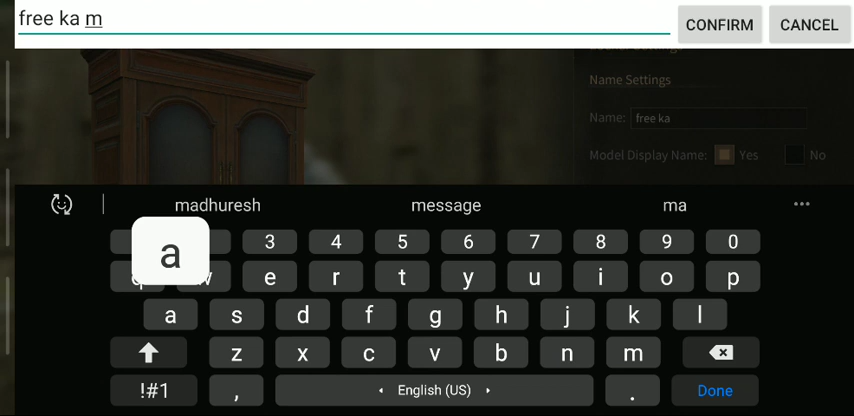 free ka m
CONFIRM CANCEL
Name Settings
Name: free ka
Model Display Name: Yes No
madhuresh message ma •••
a
3 4 5 6 7 8 9 0
e r t y u i o p
a s d f g h j k l
z x c v b n m
!#1 , English (US) . Done